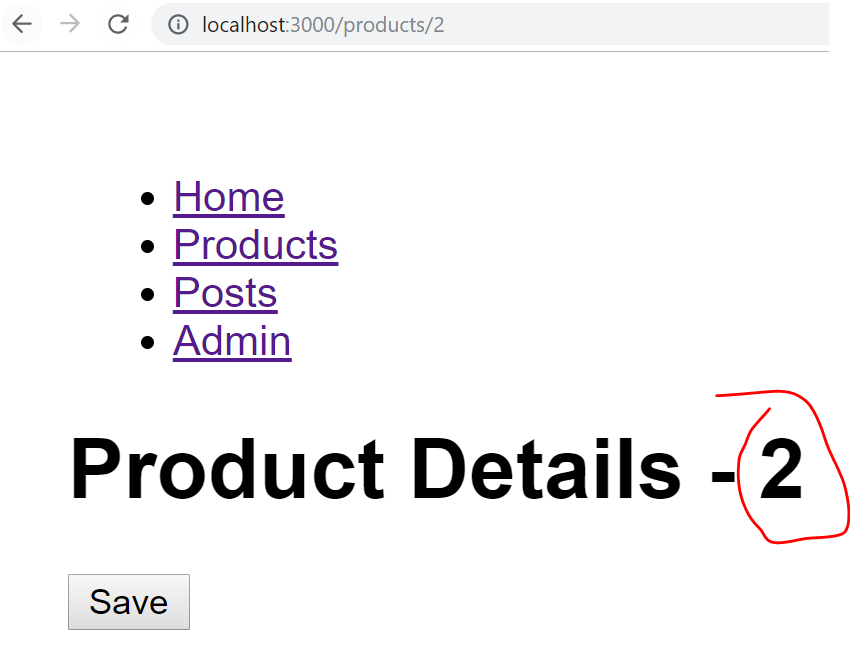 localhost:3000/products/2
Home
Products
Posts
Admin
Product Details - 2
Save